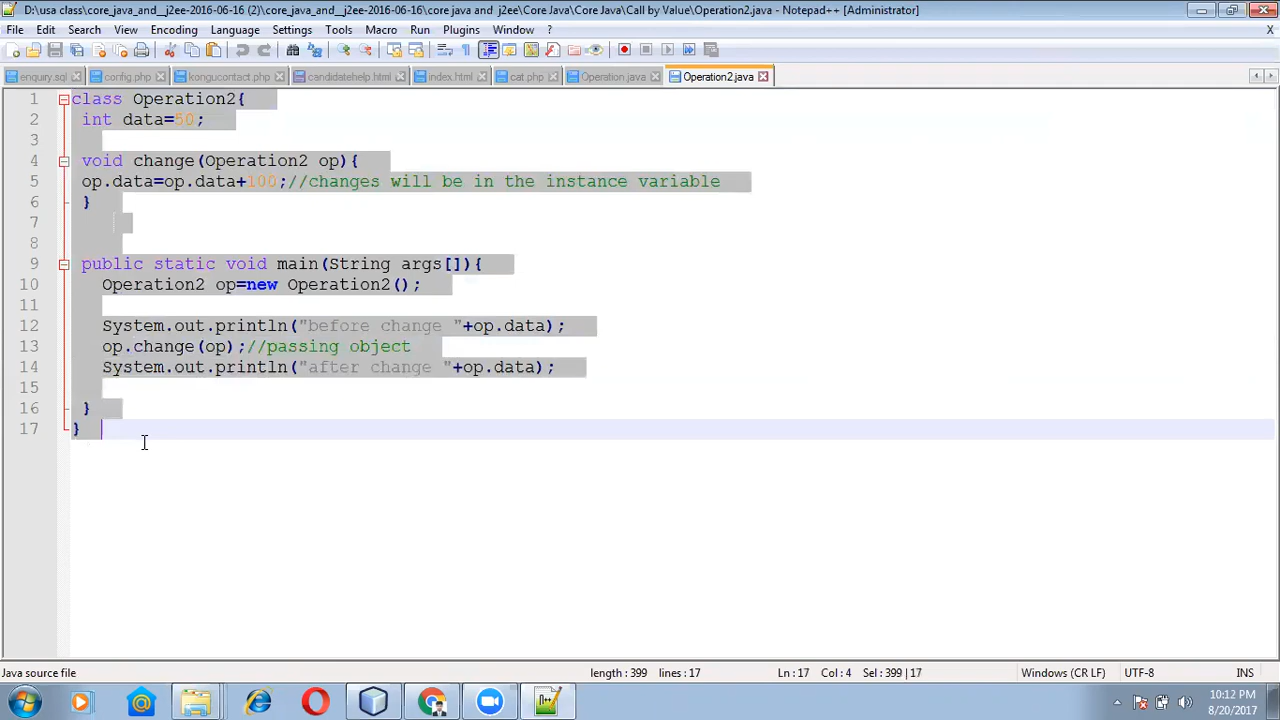 D:\usa class\core_java_and__j2ee-2016-06-16 (2)\core_java_and__j2ee-2016-06-16\core java and j2ee\Core Java\Core Java\Call by Value\Operation2.java - Notepad++ [Administrator]
File Edit Search View Encoding Language Settings Tools Macro Run Plugins Window ? X
enqury.sql config.php kongucontact.php candidatehelp.html index.html cat.php Operation.java Operation2.java
1 class Operation2{
2 int data=50;
3
4 void change(Operation2 op){
5 op.data=op.data+100;//changes will be in the instance variable
6 }
7
8
9 public static void main(String args[]){
10 Operation2 op=new Operation2();
11
12 System.out.println("before change "+op.data);
13 op.change(op);//passing object
14 System.out.println("after change "+op.data);
15
16 }
17 }
Java source file length : 399 lines : 17 Ln : 17 Col : 4 Sel : 399 | 17 Windows (CR LF) UTF-8 INS
10:12 PM
8/20/2017